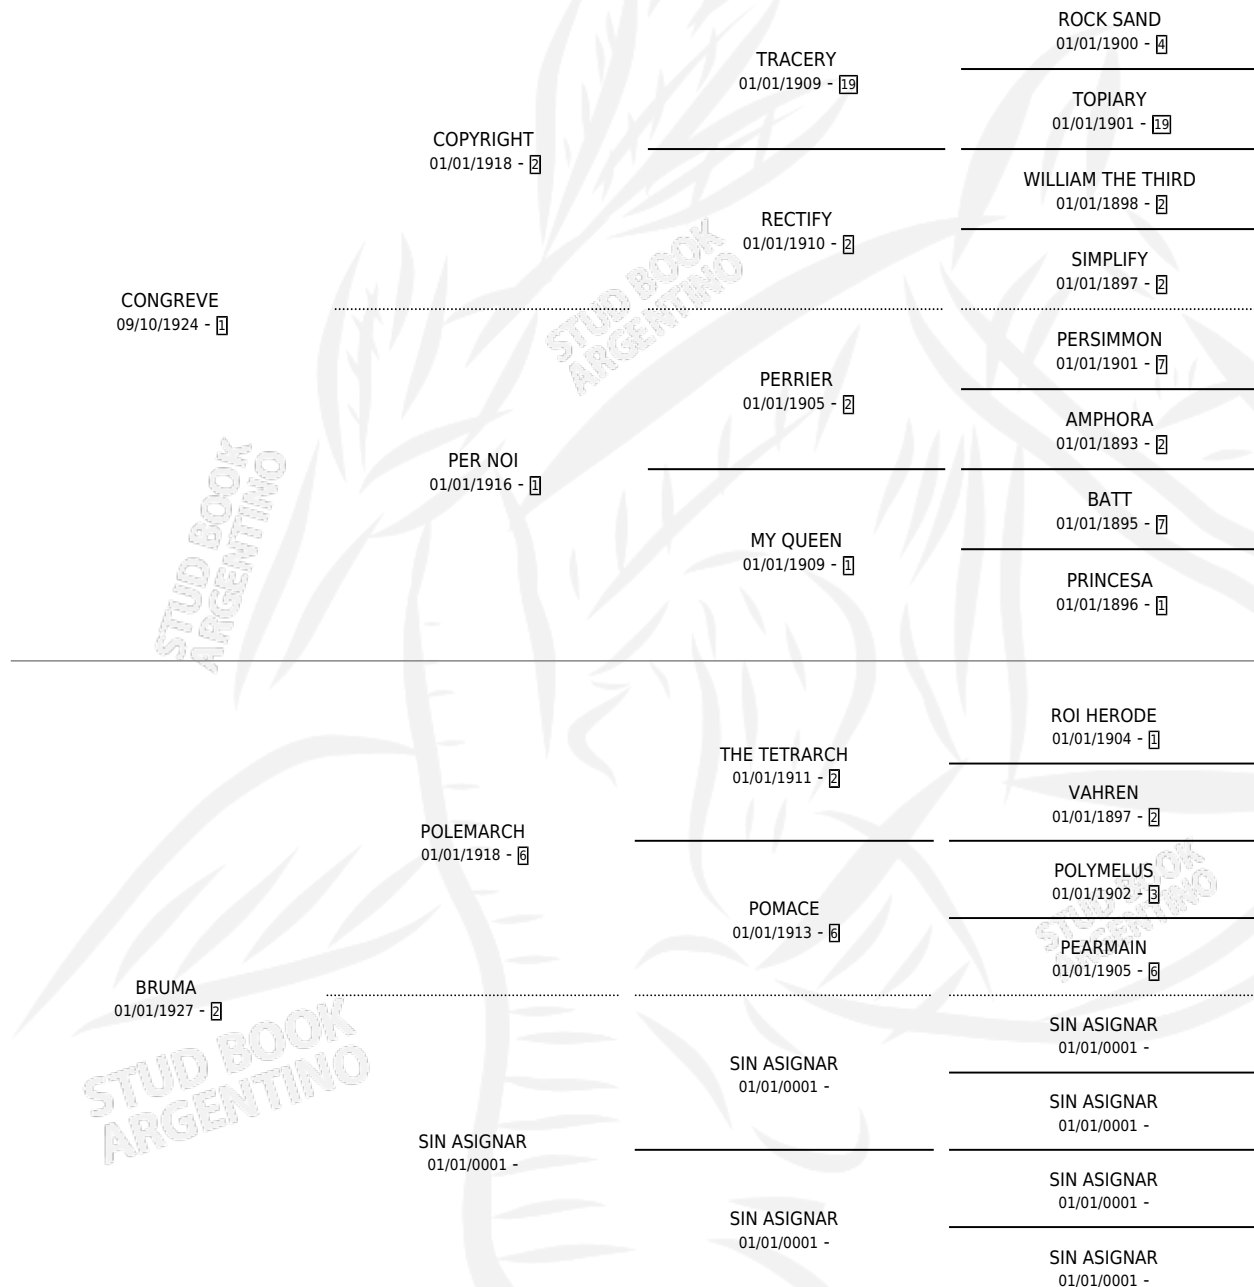 ROCK SAND
01/01/1900 - 4
TRACERY
01/01/1909 - 19
TOPIARY
01/01/1901 - 19
COPYRIGHT
01/01/1918 - 2
WILLIAM THE THIRD
01/01/1898 - 2
RECTIFY
01/01/1910 - 2
SIMPLIFY
01/01/1897 - 2
CONGREVE
09/10/1924 - 1
PERSIMMON
01/01/1901 - 7
PERRIER
01/01/1905 - 2
AMPHORA
01/01/1893 - 2
PER NOI
01/01/1916 - 1
BATT
01/01/1895 - 7
MY QUEEN
01/01/1909 - 1
PRINCESA
01/01/1896 - 1
ROI HERODE
01/01/1904 - 1
THE TETRARCH
01/01/1911 - 2
VAHREN
01/01/1897 - 2
POLEMARCH
01/01/1918 - 6
POLYMELUS
01/01/1902 - 3
POMACE
01/01/1913 - 6
PEARMAIN
01/01/1905 - 6
BRUMA
01/01/1927 - 2
SIN ASIGNAR
01/01/0001 -
SIN ASIGNAR
01/01/0001 -
SIN ASIGNAR
01/01/0001 -
SIN ASIGNAR
01/01/0001 -
SIN ASIGNAR
01/01/0001 -
SIN ASIGNAR
01/01/0001 -
SIN ASIGNAR
01/01/0001 -
STUD BOOK
ARGENTINO
STUD BOOK
ARGENTINO
STUD BOOK
ARGENTINO
STUD BOOK
ARGENTINO